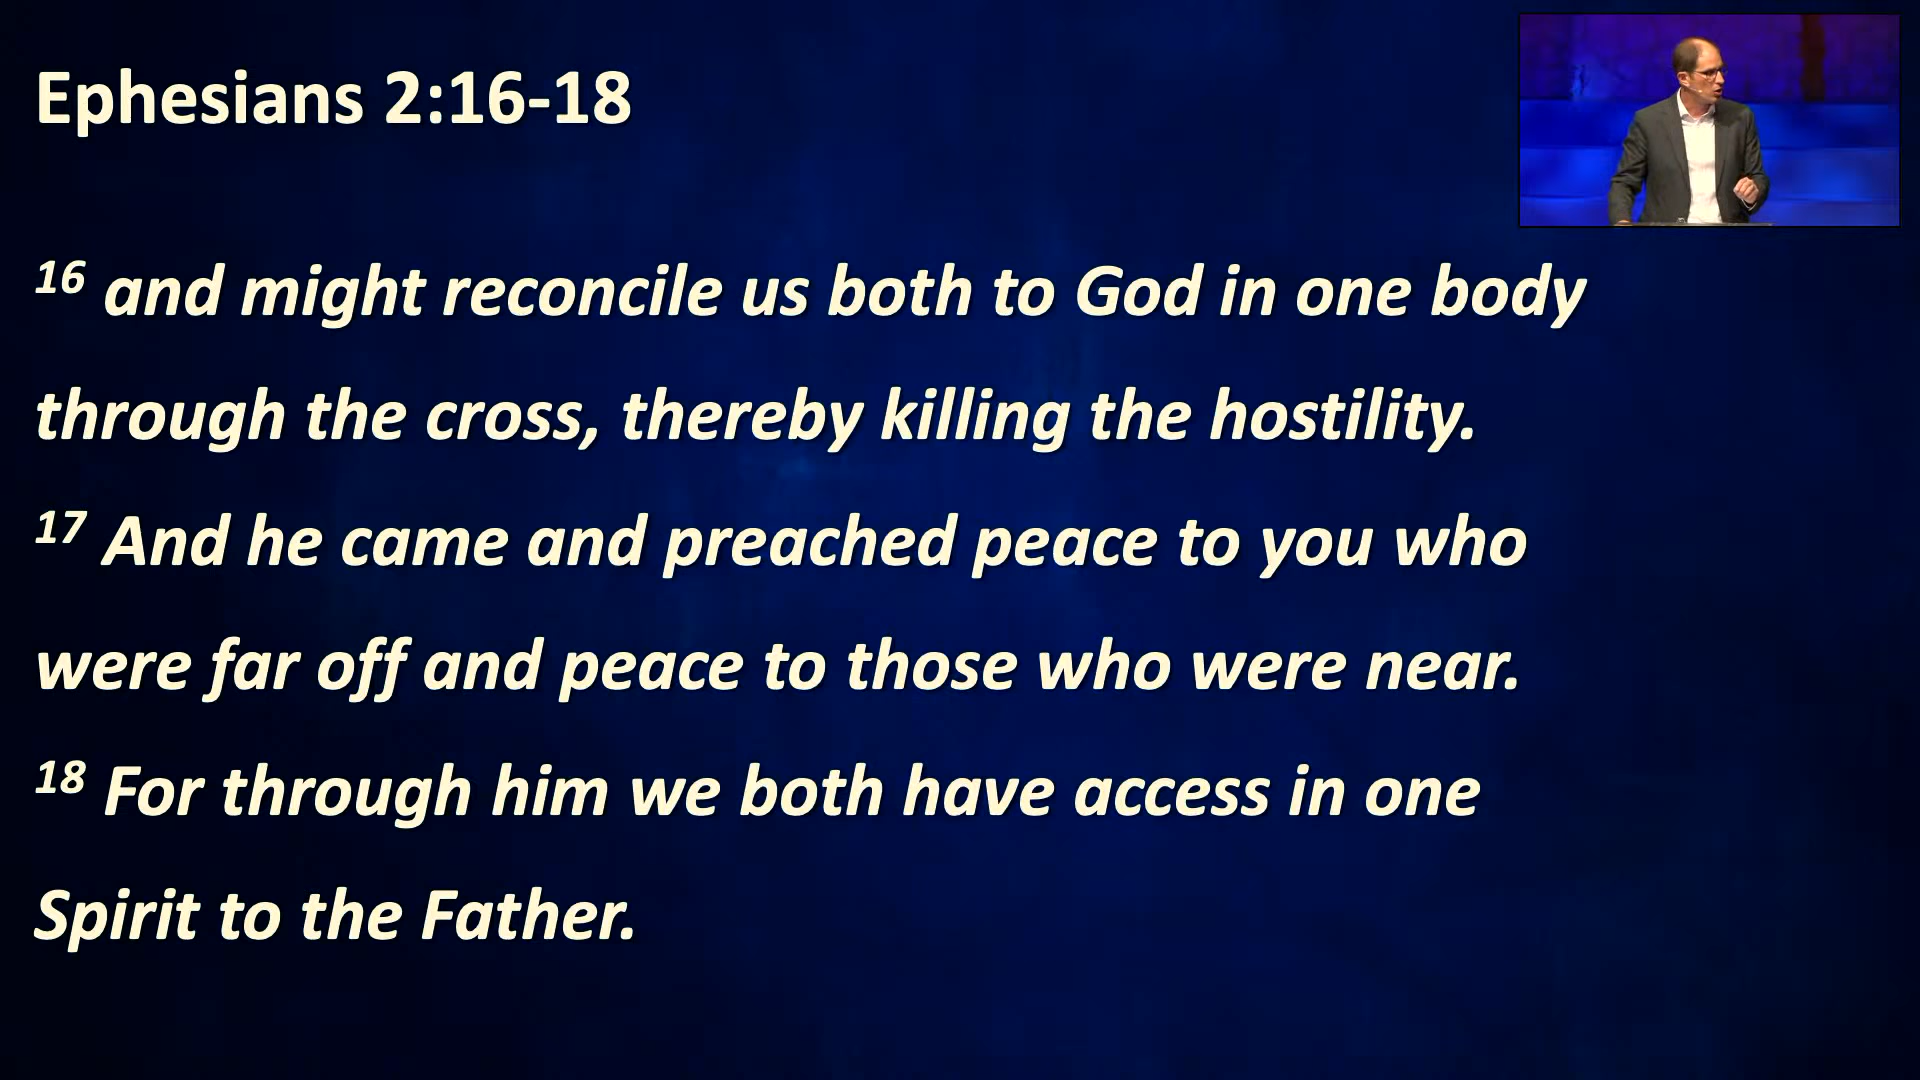 Ephesians 2:16-18
16 and might reconcile us both to God in one body
through the cross, thereby killing the hostility.
17 And he came and preached peace to you who
were far off and peace to those who were near.
18 For through him we both have access in one
Spirit to the Father.